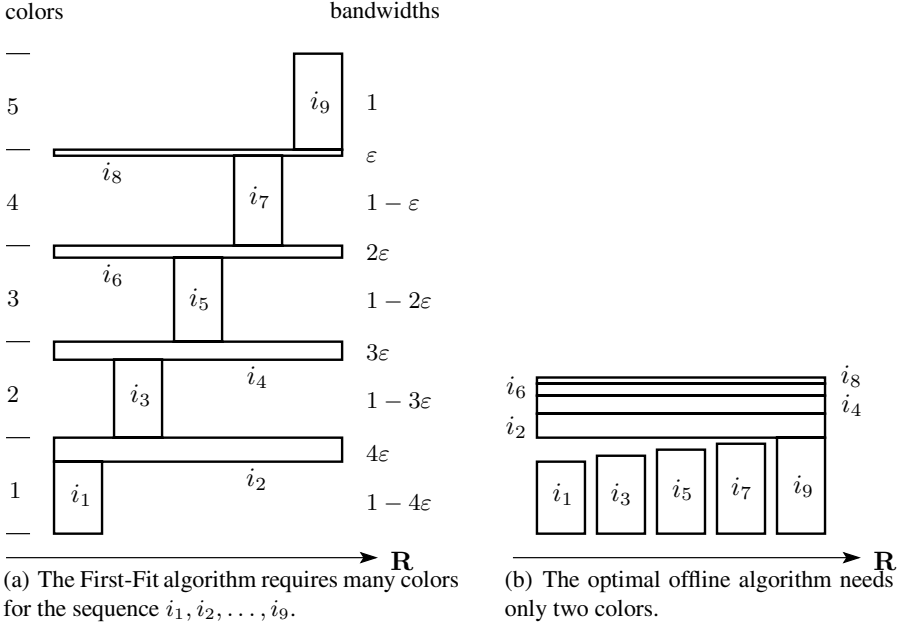 colors
bandwidths
5
i₉
1
ε
i₈
4
i₇
1 − ε
2ε
i₆
3
i₅
1 − 2ε
3ε
i₄
2
i₃
1 − 3ε
4ε
i₂
1
i₁
1 − 4ε
R
(a) The First-Fit algorithm requires many colors
for the sequence i₁, i₂, . . . , i₉.
i₈
i₆
i₄
i₂
i₁ i₃ i₅ i₇ i₉
R
(b) The optimal offline algorithm needs
only two colors.